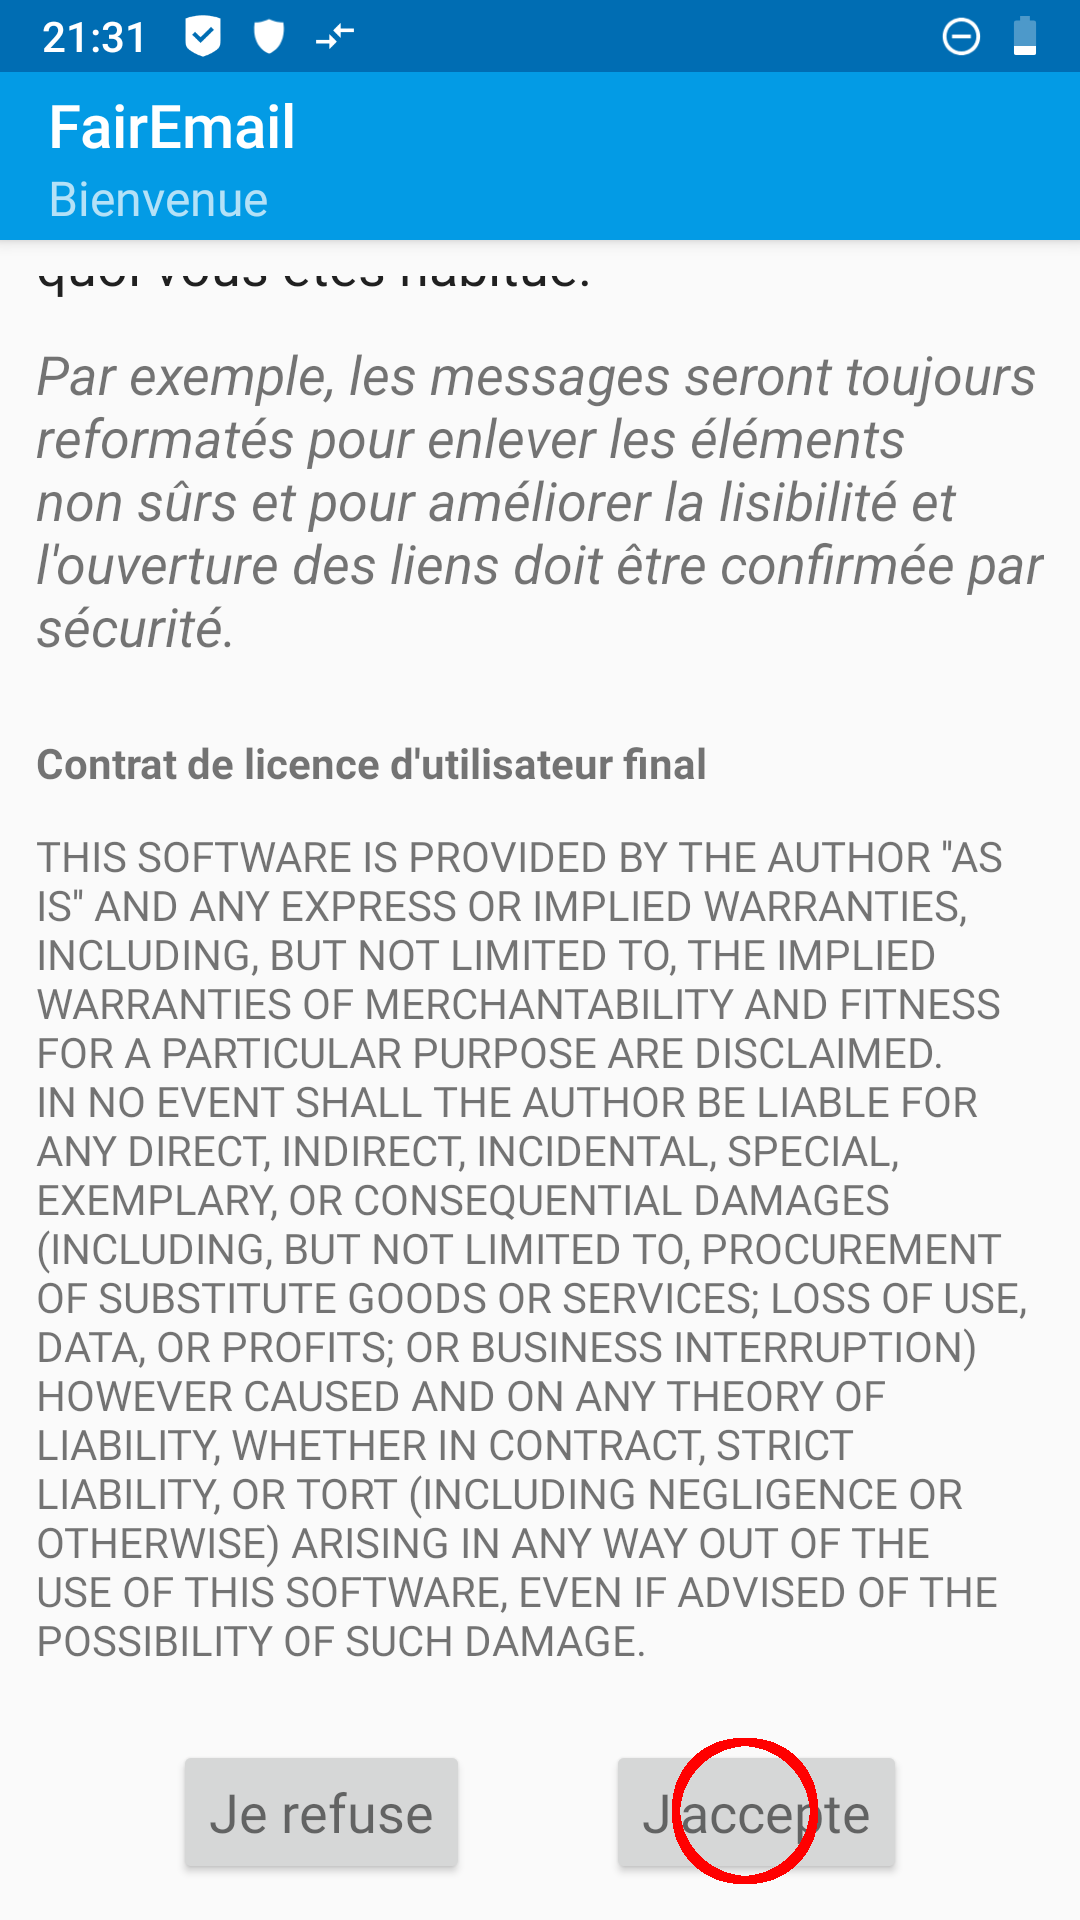 21:31
FairEmail
Bienvenue
quoi vous êtes habitué.
Par exemple, les messages seront toujours
reformatés pour enlever les éléments
non sûrs et pour améliorer la lisibilité et
l'ouverture des liens doit être confirmée par
sécurité.
Contrat de licence d'utilisateur final
THIS SOFTWARE IS PROVIDED BY THE AUTHOR "AS
IS" AND ANY EXPRESS OR IMPLIED WARRANTIES,
INCLUDING, BUT NOT LIMITED TO, THE IMPLIED
WARRANTIES OF MERCHANTABILITY AND FITNESS
FOR A PARTICULAR PURPOSE ARE DISCLAIMED.
IN NO EVENT SHALL THE AUTHOR BE LIABLE FOR
ANY DIRECT, INDIRECT, INCIDENTAL, SPECIAL,
EXEMPLARY, OR CONSEQUENTIAL DAMAGES
(INCLUDING, BUT NOT LIMITED TO, PROCUREMENT
OF SUBSTITUTE GOODS OR SERVICES; LOSS OF USE,
DATA, OR PROFITS; OR BUSINESS INTERRUPTION)
HOWEVER CAUSED AND ON ANY THEORY OF
LIABILITY, WHETHER IN CONTRACT, STRICT
LIABILITY, OR TORT (INCLUDING NEGLIGENCE OR
OTHERWISE) ARISING IN ANY WAY OUT OF THE
USE OF THIS SOFTWARE, EVEN IF ADVISED OF THE
POSSIBILITY OF SUCH DAMAGE.
Je refuse
J'accepte